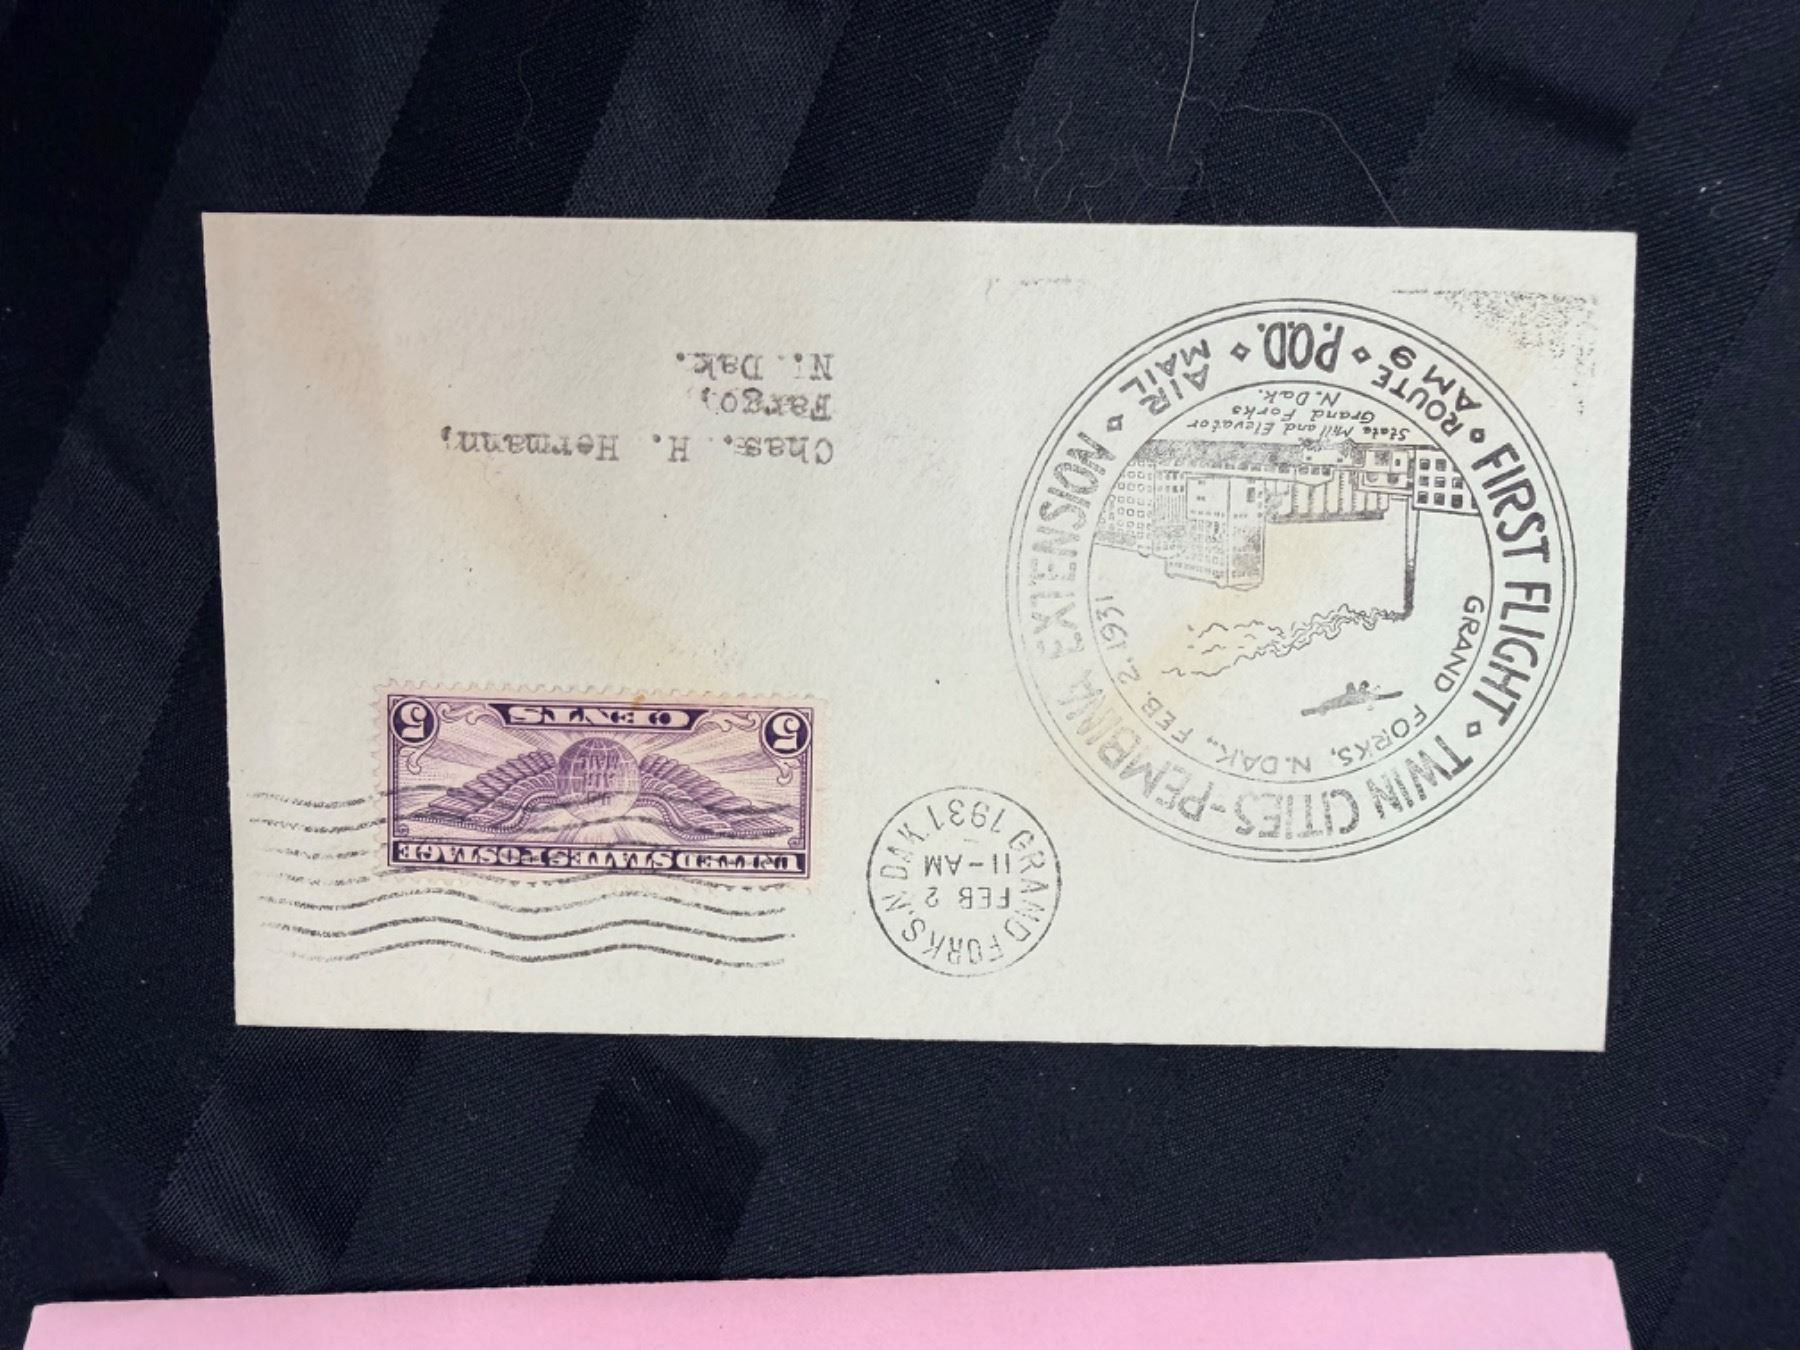 FIRST FLIGHT ◇ TWIN CITIES-PEMBINA EXTENSION ◇
AIR MAIL ◇ P.O.D. ◇ ROUTE AM 9 ◇
GRAND FORKS, N.DAK., FEB. 2, 1931
State Mill and Elevator
Grand Forks
N. Dak.
GRAND FORKS, N.DAK.
FEB 2
11-AM
1931
UNITED STATES POSTAGE
AIR
MAIL
5 CENTS 5
Chas. H. Hermann,
Fargo,
N. Dak.